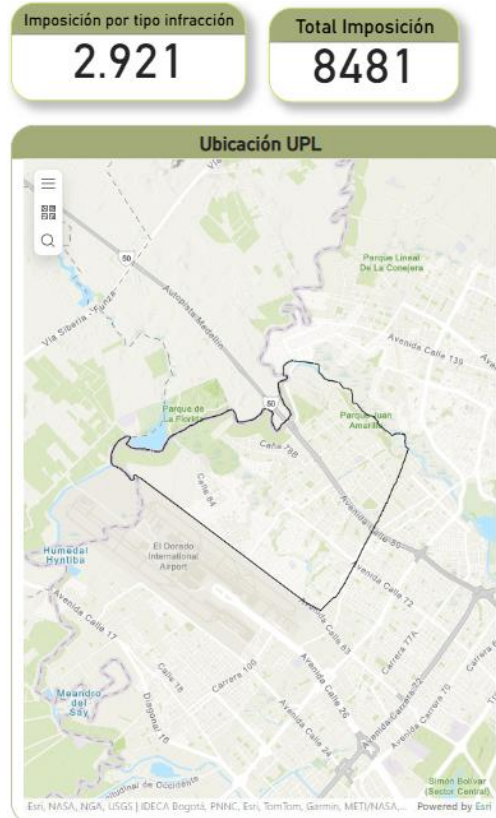 Imposición por tipo infracción
2.921
Total Imposición
8481
Ubicación UPL
50
Autopista Medellín
Vía Siberia - Funza
Parque Lineal
De La Conejera
Avenida Calle 139
50
Parque de
La Florida
Parque Juan
Amarillo
Calle 78B
Calle 64
Avenida Calle 80
El Dorado
International
Airport
Humedal
Hyntiba
Avenida Calle 72
Avenida Calle 17
Avenida Calle 63
Carrera 77A
Calle 18
Carrera 100
Avenida Calle 26
Avenida Carrera 72
Carrera 70
Meandro
del
Say
Diagonal 16
Avenida Calle 24
Simón Bolívar
(Sector Central)
Esri, NASA, NGA, USGS | IDECA Bogotá, PNNC, Esri, TomTom, Garmin, METI/NASA,... Powered by Esri